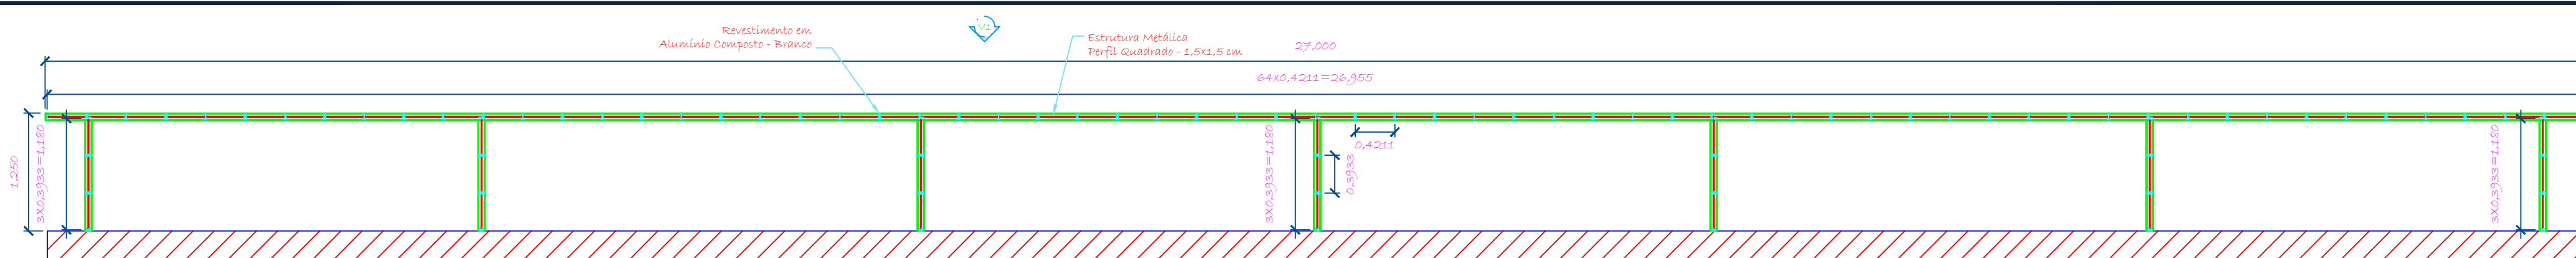 V1
Revestimento em
Alumínio Composto - Branco
Estrutura Metálica
Perfil Quadrado - 1,5x1,5 cm
27,000
64x0,4211=26,955
1,250
3X0,3933=1,180
3X0,3933=1,180
0,4211
0,3933
3X0,3933=1,180